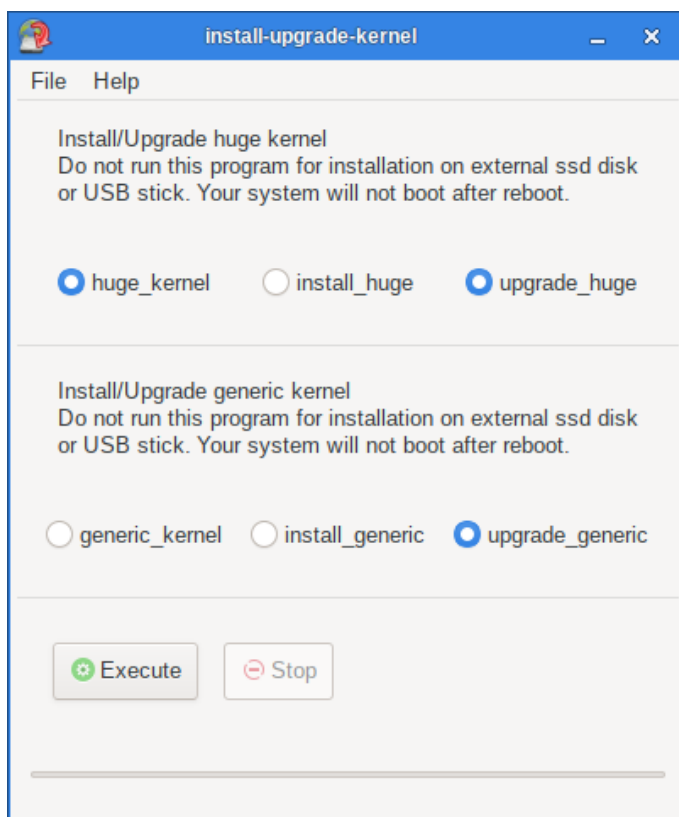 install-upgrade-kernel
File Help
Install/Upgrade huge kernel
Do not run this program for installation on external ssd disk
or USB stick. Your system will not boot after reboot.
huge_kernel install_huge upgrade_huge
Install/Upgrade generic kernel
Do not run this program for installation on external ssd disk
or USB stick. Your system will not boot after reboot.
generic_kernel install_generic upgrade_generic
Execute Stop